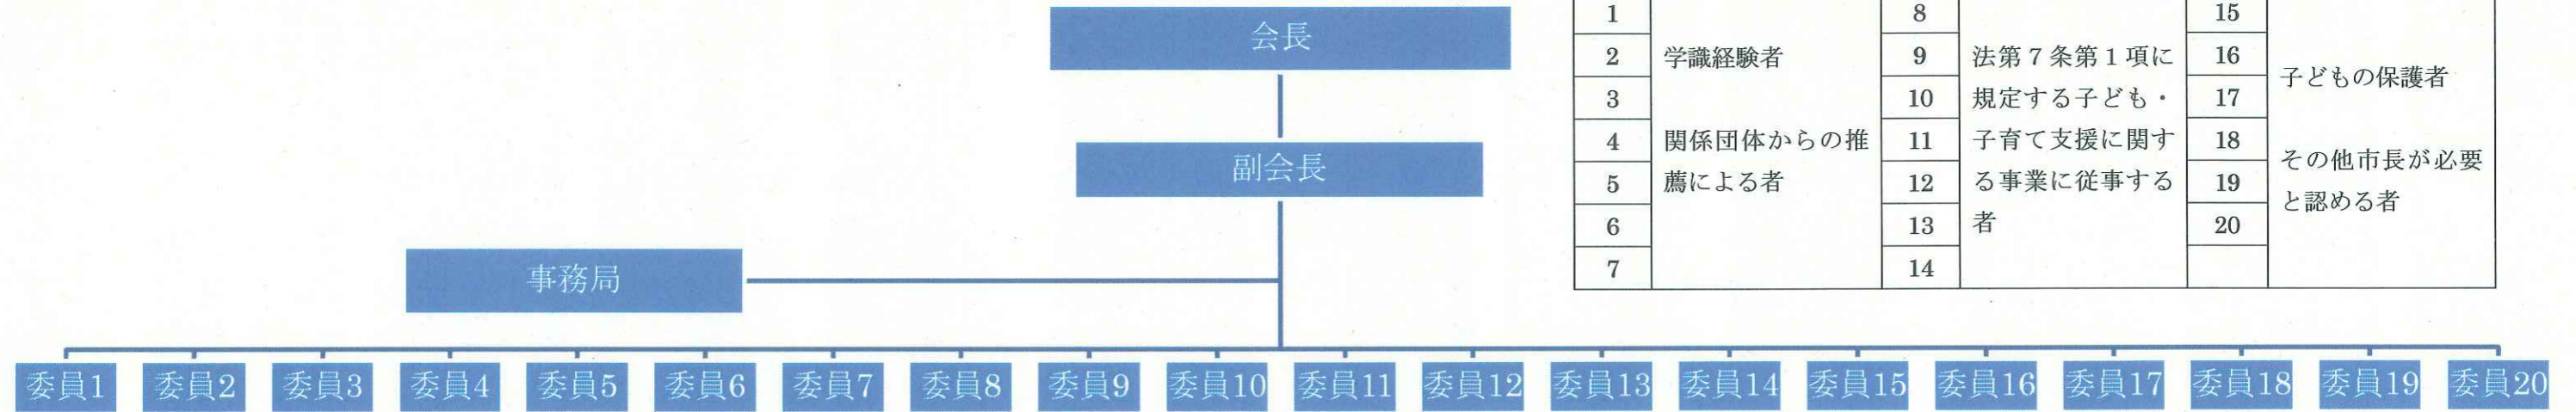 会長
副会長
事務局
委員1
委員2
委員3
委員4
委員5
委員6
委員7
委員8
委員9
委員10
委員11
委員12
委員13
委員14
委員15
委員16
委員17
委員18
委員19
委員20
1
2
3
4
5
6
7
学識経験者
関係団体からの推
薦による者
8
9
10
11
12
13
14
法第7条第1項に
規定する子ども・
子育て支援に関す
る事業に従事する
者
15
16
17
18
19
20
子どもの保護者
その他市長が必要
と認める者